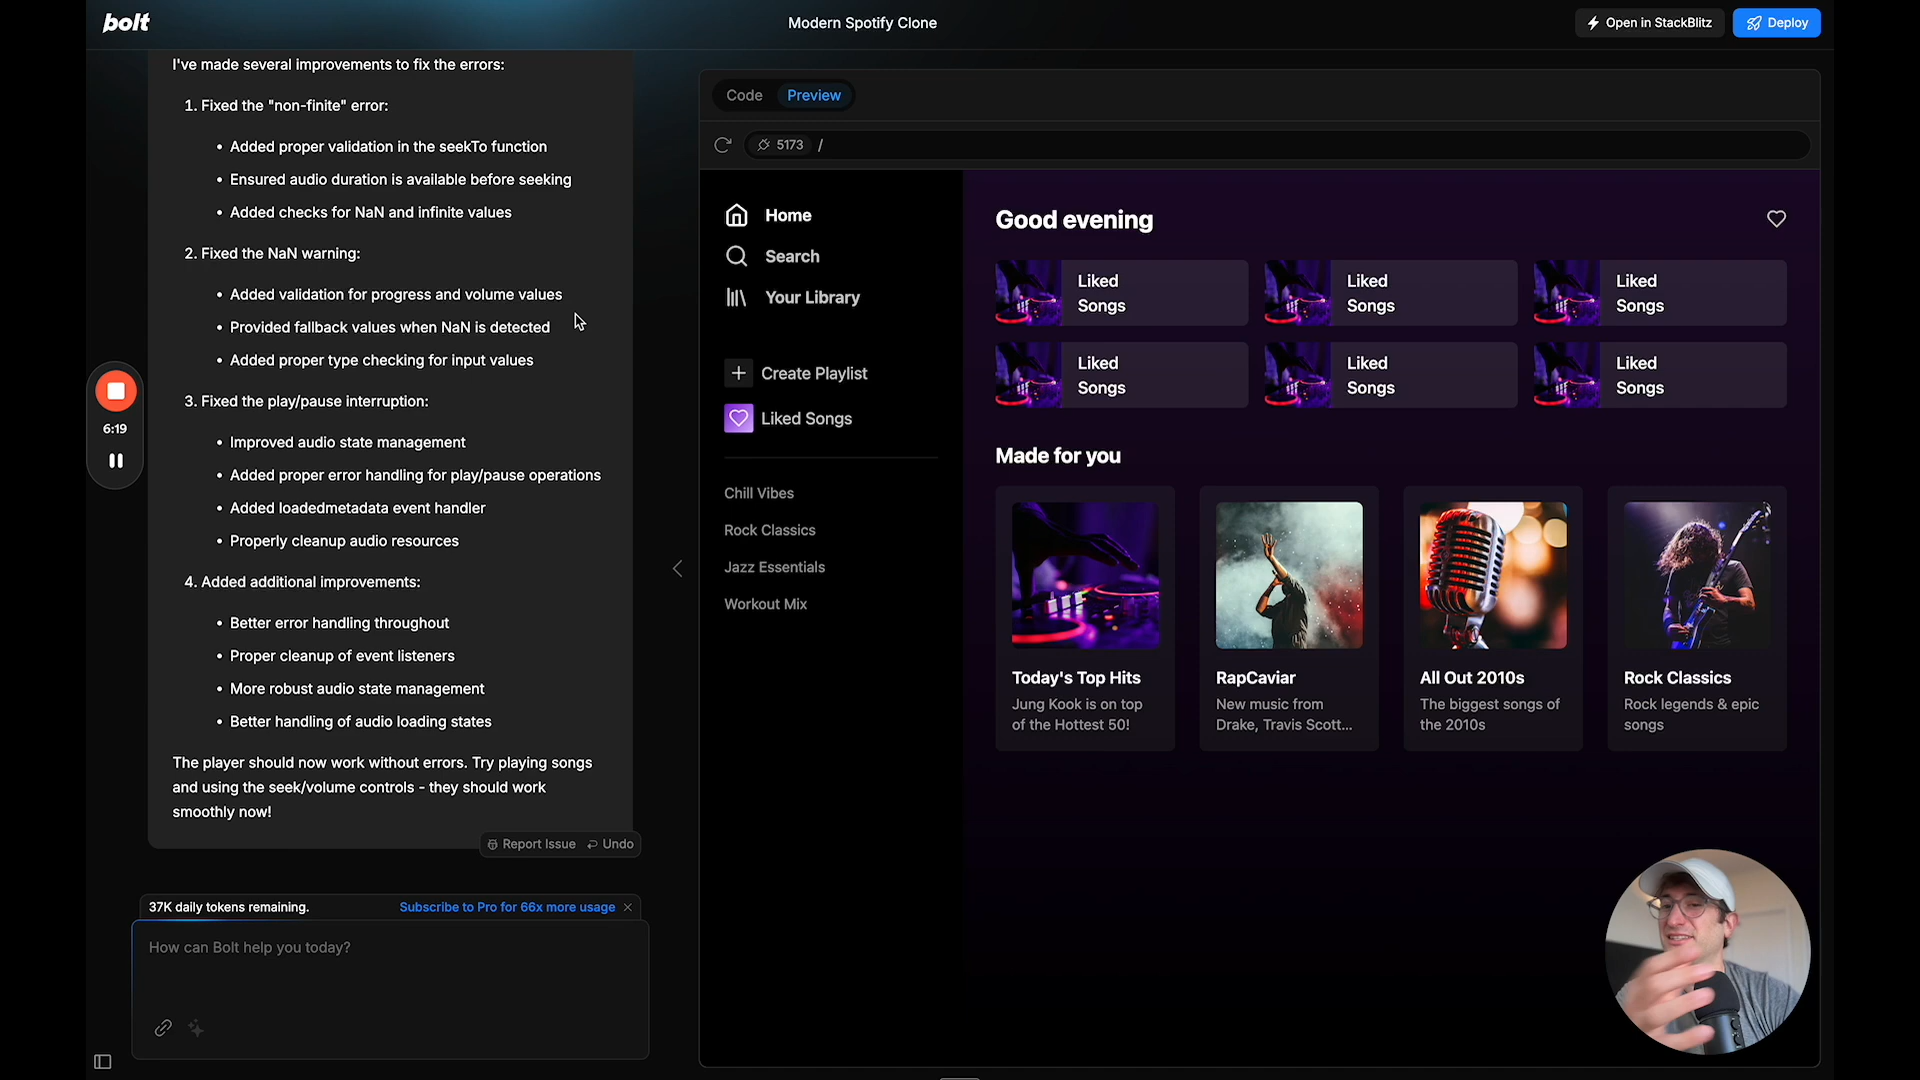 bolt
Modern Spotify Clone
Open in StackBlitz
Deploy
I've made several improvements to fix the errors:
1. Fixed the "non-finite" error:
• Added proper validation in the seekTo function
• Ensured audio duration is available before seeking
• Added checks for NaN and infinite values
2. Fixed the NaN warning:
• Added validation for progress and volume values
• Provided fallback values when NaN is detected
• Added proper type checking for input values
3. Fixed the play/pause interruption:
• Improved audio state management
• Added proper error handling for play/pause operations
• Added loadedmetadata event handler
• Properly cleanup audio resources
4. Added additional improvements:
• Better error handling throughout
• Proper cleanup of event listeners
• More robust audio state management
• Better handling of audio loading states
The player should now work without errors. Try playing songs
and using the seek/volume controls - they should work
smoothly now!
Report Issue
Undo
37K daily tokens remaining.
Subscribe to Pro for 66x more usage
How can Bolt help you today?
6:19
Code
Preview
5173
/
Home
Search
Your Library
Create Playlist
Liked Songs
Chill Vibes
Rock Classics
Jazz Essentials
Workout Mix
Good evening
Liked
Songs
Liked
Songs
Liked
Songs
Liked
Songs
Liked
Songs
Liked
Songs
Made for you
Today's Top Hits
Jung Kook is on top
of the Hottest 50!
RapCaviar
New music from
Drake, Travis Scott...
All Out 2010s
The biggest songs of
the 2010s
Rock Classics
Rock legends & epic
songs